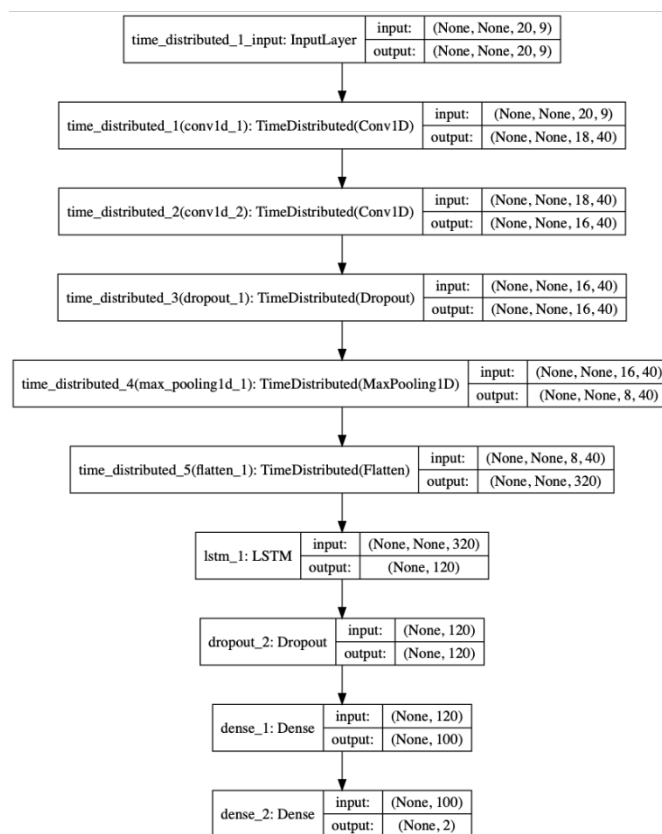 time_distributed_1_input: InputLayer
input: (None, None, 20, 9)
output: (None, None, 20, 9)
time_distributed_1(conv1d_1): TimeDistributed(Conv1D)
input: (None, None, 20, 9)
output: (None, None, 18, 40)
time_distributed_2(conv1d_2): TimeDistributed(Conv1D)
input: (None, None, 18, 40)
output: (None, None, 16, 40)
time_distributed_3(dropout_1): TimeDistributed(Dropout)
input: (None, None, 16, 40)
output: (None, None, 16, 40)
time_distributed_4(max_pooling1d_1): TimeDistributed(MaxPooling1D)
input: (None, None, 16, 40)
output: (None, None, 8, 40)
time_distributed_5(flatten_1): TimeDistributed(Flatten)
input: (None, None, 8, 40)
output: (None, None, 320)
lstm_1: LSTM
input: (None, None, 320)
output: (None, 120)
dropout_2: Dropout
input: (None, 120)
output: (None, 120)
dense_1: Dense
input: (None, 120)
output: (None, 100)
dense_2: Dense
input: (None, 100)
output: (None, 2)